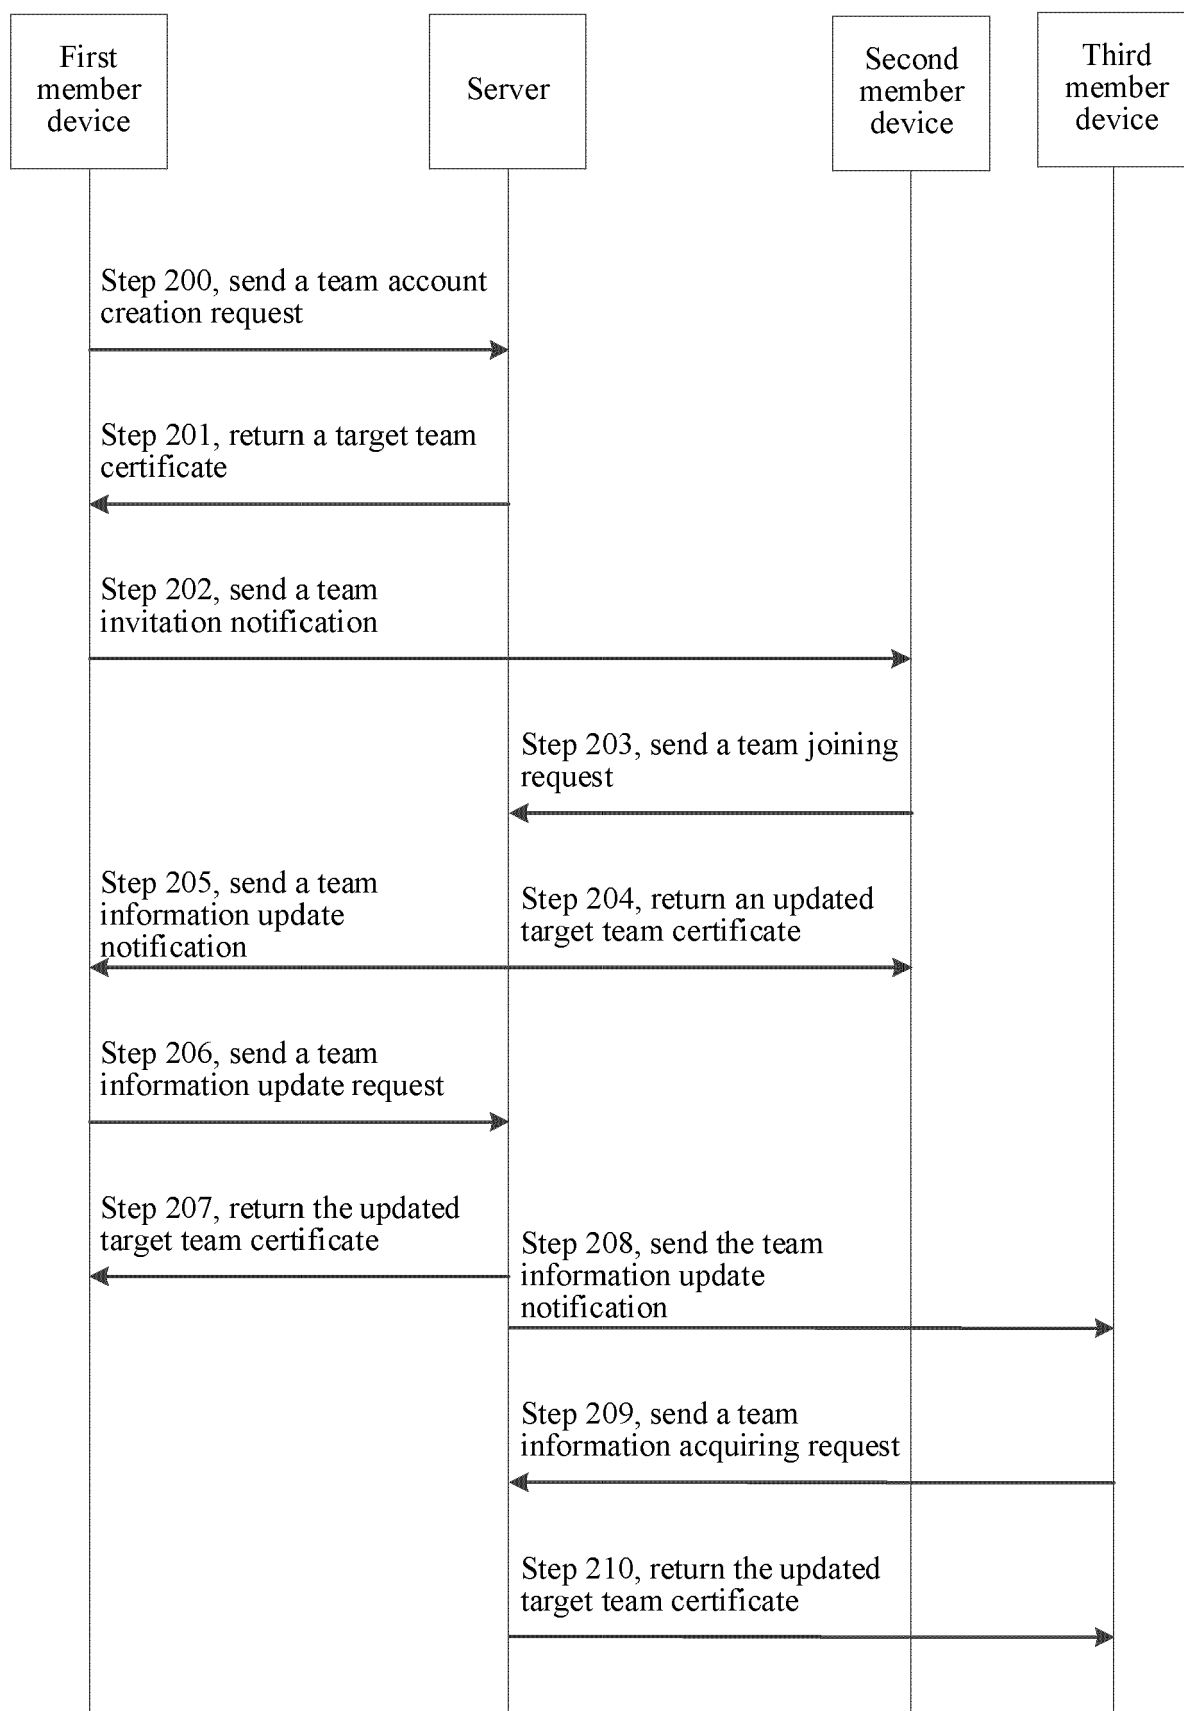 First
member
device
Server
Second
member
device
Third
member
device
Step 200, send a team account
creation request
Step 201, return a target team
certificate
Step 202, send a team
invitation notification
Step 203, send a team joining
request
Step 205, send a team
information update
notification
Step 204, return an updated
target team certificate
Step 206, send a team
information update request
Step 207, return the updated
target team certificate
Step 208, send the team
information update
notification
Step 209, send a team
information acquiring request
Step 210, return the updated
target team certificate